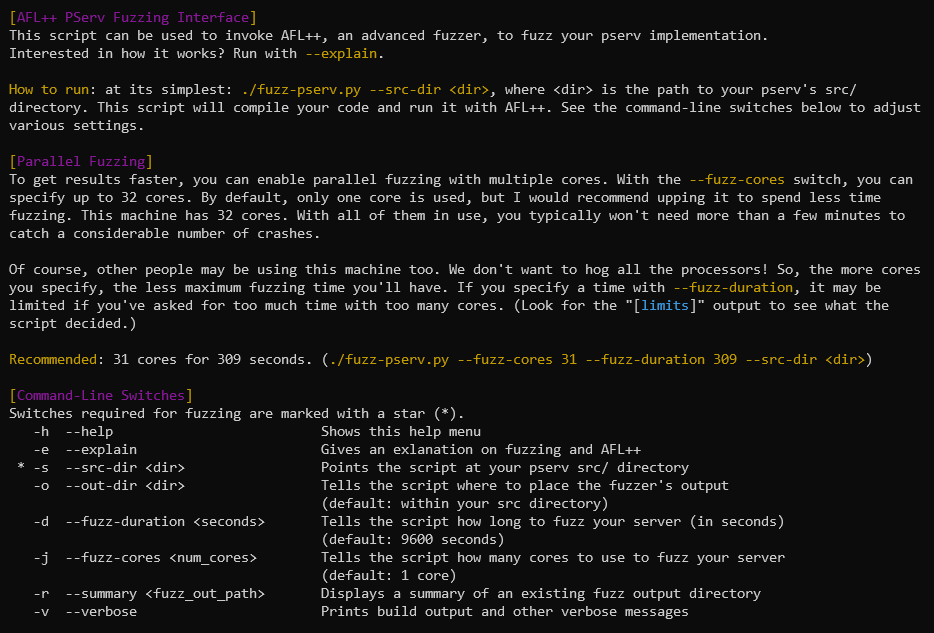 [AFL++ PServ Fuzzing Interface]
This script can be used to invoke AFL++, an advanced fuzzer, to fuzz your pserv implementation.
Interested in how it works? Run with --explain.
How to run: at its simplest: ./fuzz-pserv.py --src-dir <dir>, where <dir> is the path to your pserv's src/
directory. This script will compile your code and run it with AFL++. See the command-line switches below to adjust
various settings.
[Parallel Fuzzing]
To get results faster, you can enable parallel fuzzing with multiple cores. With the --fuzz-cores switch, you can
specify up to 32 cores. By default, only one core is used, but I would recommend upping it to spend less time
fuzzing. This machine has 32 cores. With all of them in use, you typically won't need more than a few minutes to
catch a considerable number of crashes.
Of course, other people may be using this machine too. We don't want to hog all the processors! So, the more cores
you specify, the less maximum fuzzing time you'll have. If you specify a time with --fuzz-duration, it may be
limited if you've asked for too much time with too many cores. (Look for the "[limits]" output to see what the
script decided.)
Recommended: 31 cores for 309 seconds. (./fuzz-pserv.py --fuzz-cores 31 --fuzz-duration 309 --src-dir <dir>)
[Command-Line Switches]
Switches required for fuzzing are marked with a star (*).
-h --help Shows this help menu
-e --explain Gives an exlanation on fuzzing and AFL++
* -s --src-dir <dir> Points the script at your pserv src/ directory
-o --out-dir <dir> Tells the script where to place the fuzzer's output
(default: within your src directory)
-d --fuzz-duration <seconds> Tells the script how long to fuzz your server (in seconds)
(default: 9600 seconds)
-j --fuzz-cores <num_cores> Tells the script how many cores to use to fuzz your server
(default: 1 core)
-r --summary <fuzz_out_path> Displays a summary of an existing fuzz output directory
-v --verbose Prints build output and other verbose messages